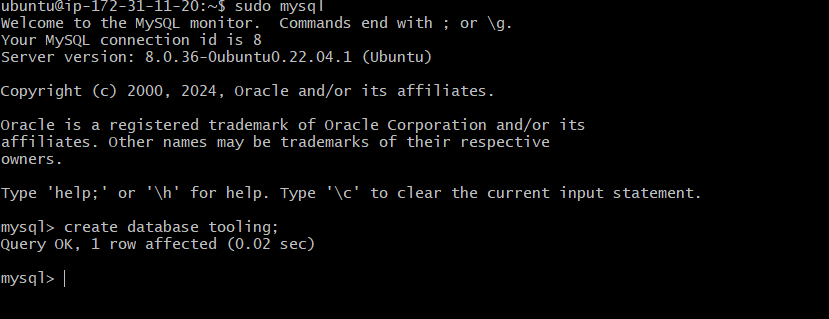 ubuntu@ip-172-31-11-20:~$ sudo mysql
Welcome to the MySQL monitor.  Commands end with ; or \g.
Your MySQL connection id is 8
Server version: 8.0.36-0ubuntu0.22.04.1 (Ubuntu)
Copyright (c) 2000, 2024, Oracle and/or its affiliates.
Oracle is a registered trademark of Oracle Corporation and/or its
affiliates. Other names may be trademarks of their respective
owners.
Type 'help;' or '\h' for help. Type '\c' to clear the current input statement.
mysql> create database tooling;
Query OK, 1 row affected (0.02 sec)
mysql>